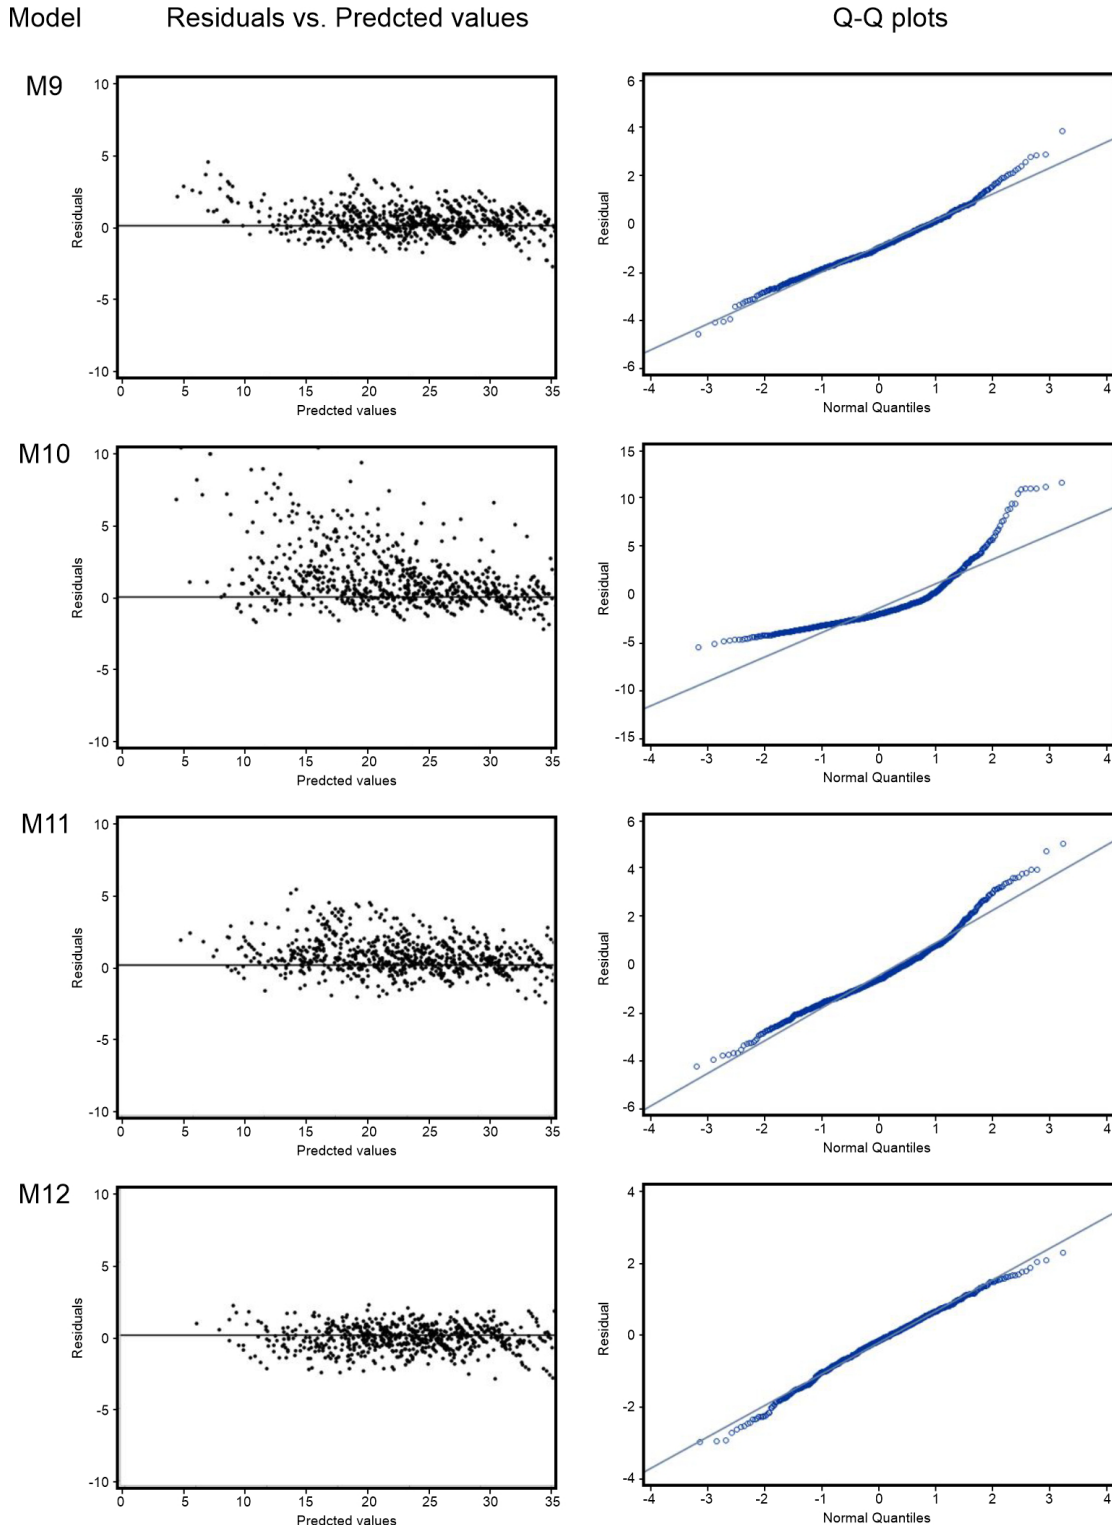 Model Residuals vs. Predcted values Q-Q plots
M9
10
5
0
-5
-10
Residuals
0 5 10 15 20 25 30 35
Predcted values
6
4
2
0
-2
-4
-6
Residual
-4 -3 -2 -1 0 1 2 3 4
Normal Quantiles
M10
10
5
0
-5
-10
Residuals
0 5 10 15 20 25 30 35
Predcted values
15
10
5
0
-5
-10
-15
Residual
-4 -3 -2 -1 0 1 2 3 4
Normal Quantiles
M11
10
5
0
-5
-10
Residuals
0 5 10 15 20 25 30 35
Predcted values
6
4
2
0
-2
-4
-6
Residual
-4 -3 -2 -1 0 1 2 3 4
Normal Quantiles
M12
10
5
0
-5
-10
Residuals
0 5 10 15 20 25 30 35
Predcted values
4
2
0
-2
-4
Residual
-4 -3 -2 -1 0 1 2 3 4
Normal Quantiles